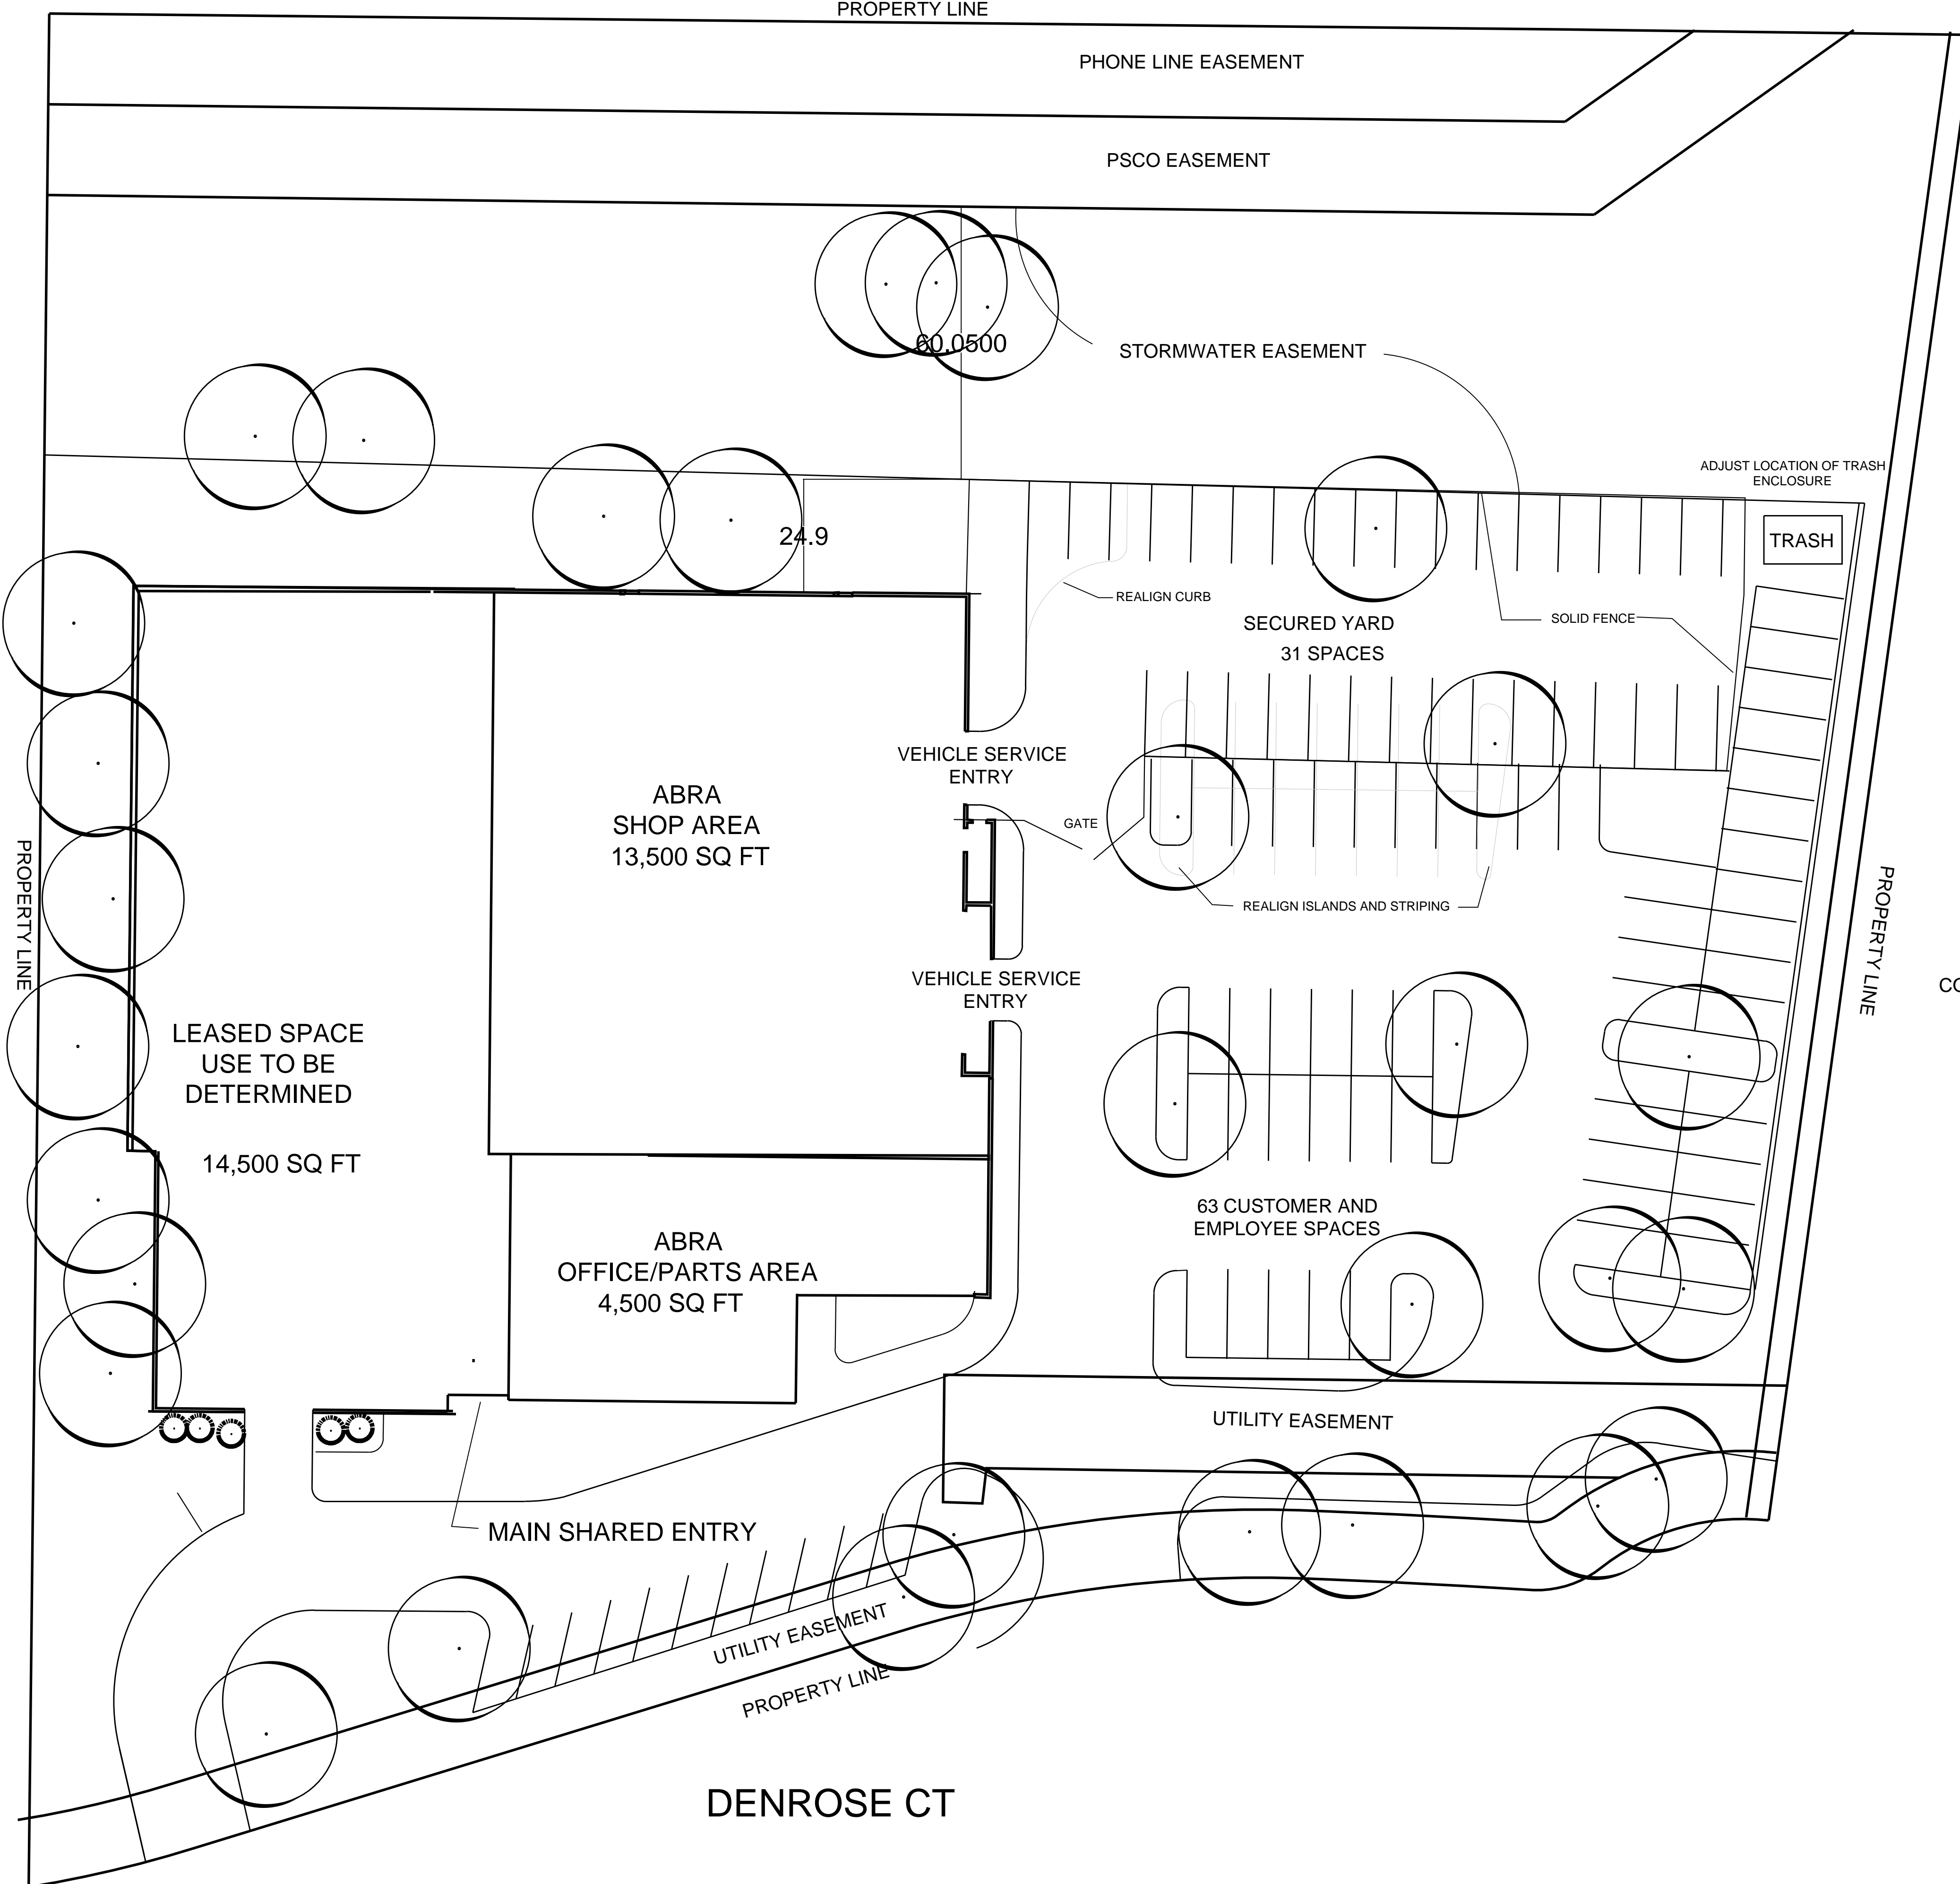 PROPERTY LINE
PHONE LINE EASEMENT
PSCO EASEMENT
60.0500
STORMWATER EASEMENT
ADJUST LOCATION OF TRASH
ENCLOSURE
TRASH
24.9
REALIGN CURB
SECURED YARD
31 SPACES
SOLID FENCE
VEHICLE SERVICE
ENTRY
ABRA
SHOP AREA
13,500 SQ FT
GATE
REALIGN ISLANDS AND STRIPING
PROPERTY LINE
PROPERTY LINE
VEHICLE SERVICE
ENTRY
CO
LEASED SPACE
USE TO BE
DETERMINED
14,500 SQ FT
63 CUSTOMER AND
EMPLOYEE SPACES
ABRA
OFFICE/PARTS AREA
4,500 SQ FT
UTILITY EASEMENT
MAIN SHARED ENTRY
UTILITY EASEMENT
PROPERTY LINE
DENROSE CT